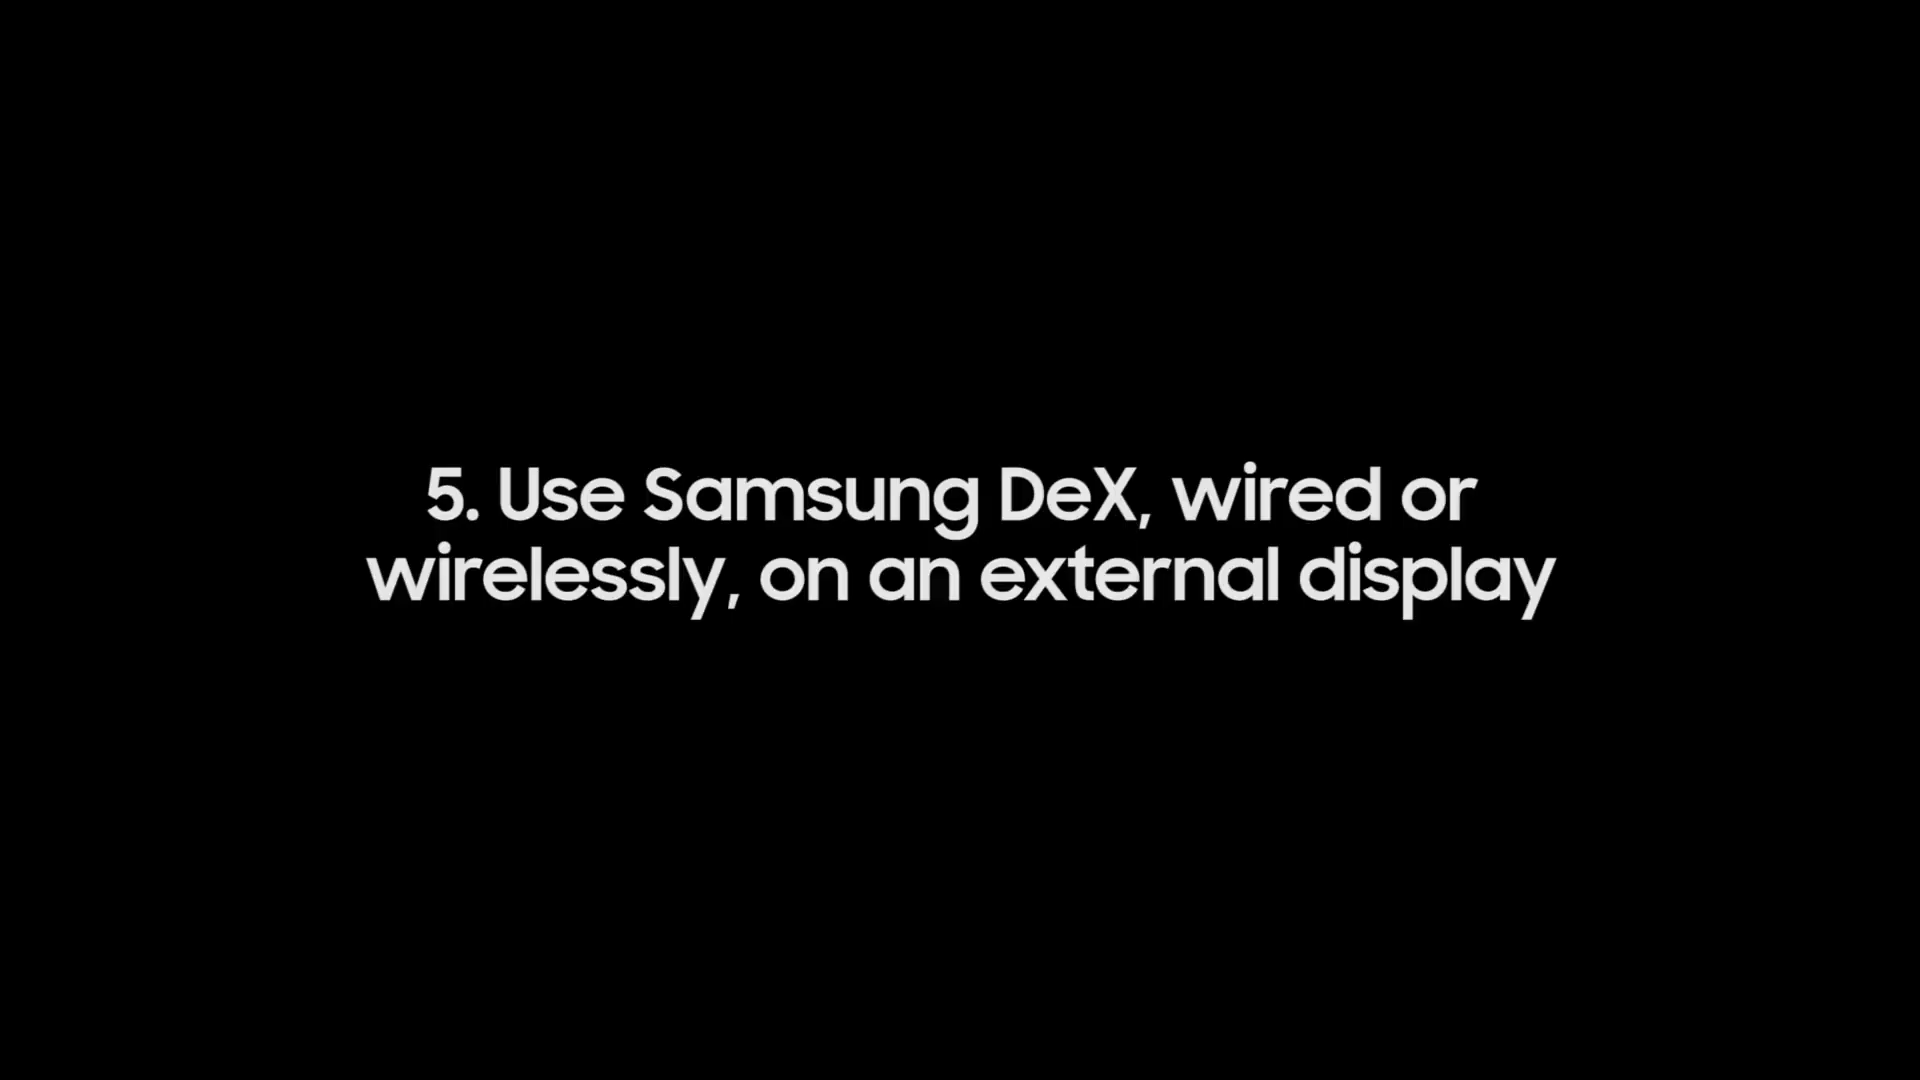 5. Use Samsung DeX, wired or
wirelessly, on an external display